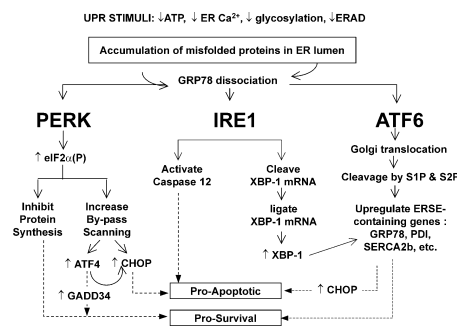 UPR STIMULI: ↓ATP, ↓ ER Ca²⁺, ↓ glycosylation, ↓ERAD
Accumulation of misfolded proteins in ER lumen
GRP78 dissociation
PERK
IRE1
ATF6
↑ eIF2α(P)
Activate
Caspase 12
Cleave
XBP-1 mRNA
ligate
XBP-1 mRNA
↑ XBP-1
Golgi translocation
Cleavage by S1P & S2P
Upregulate ERSE-
containing genes :
GRP78, PDI,
SERCA2b, etc.
Inhibit
Protein
Synthesis
Increase
By-pass
Scanning
↑ ATF4
↑ CHOP
↑ GADD34
Pro-Apoptotic
↑ CHOP
Pro-Survival